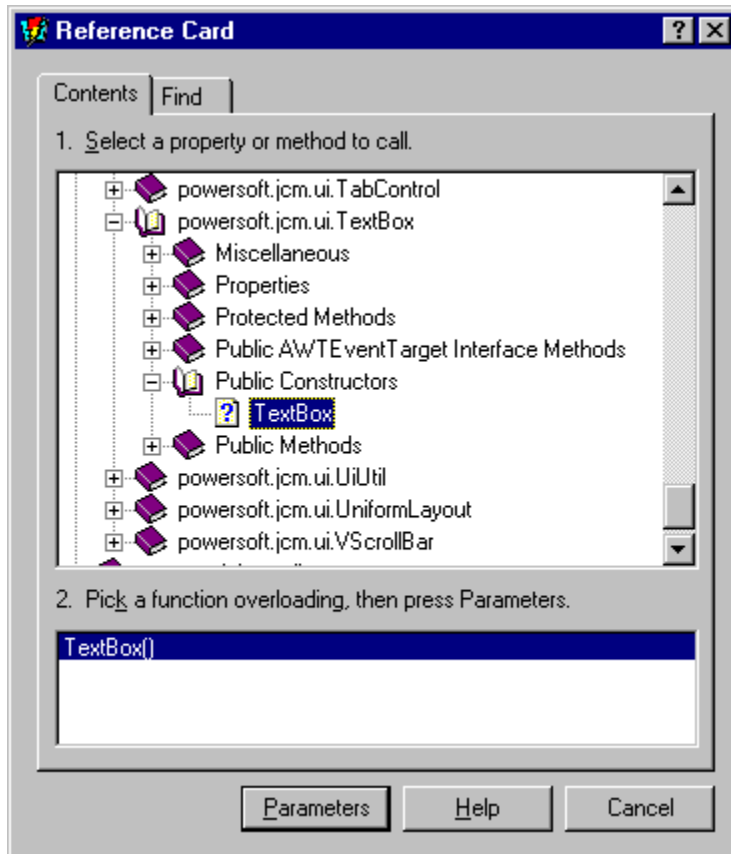 Reference Card
Contents Find
1. Select a property or method to call.
powersoft.jcm.ui.TabControl
powersoft.jcm.ui.TextBox
Miscellaneous
Properties
Protected Methods
Public AWTEventTarget Interface Methods
Public Constructors
TextBox
Public Methods
powersoft.jcm.ui.UiUtil
powersoft.jcm.ui.UniformLayout
powersoft.jcm.ui.VScrollBar
2. Pick a function overloading, then press Parameters.
TextBox()
Parameters Help Cancel